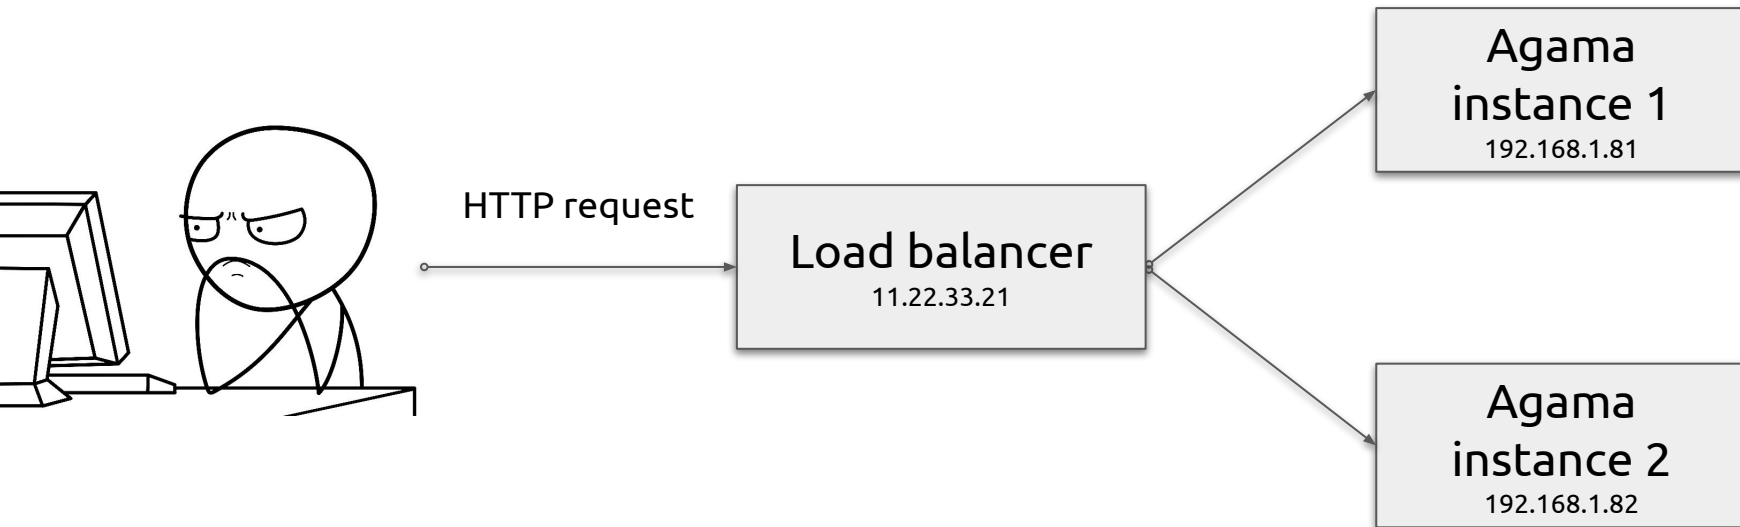 HTTP request
Load balancer
11.22.33.21
Agama
instance 1
192.168.1.81
Agama
instance 2
192.168.1.82